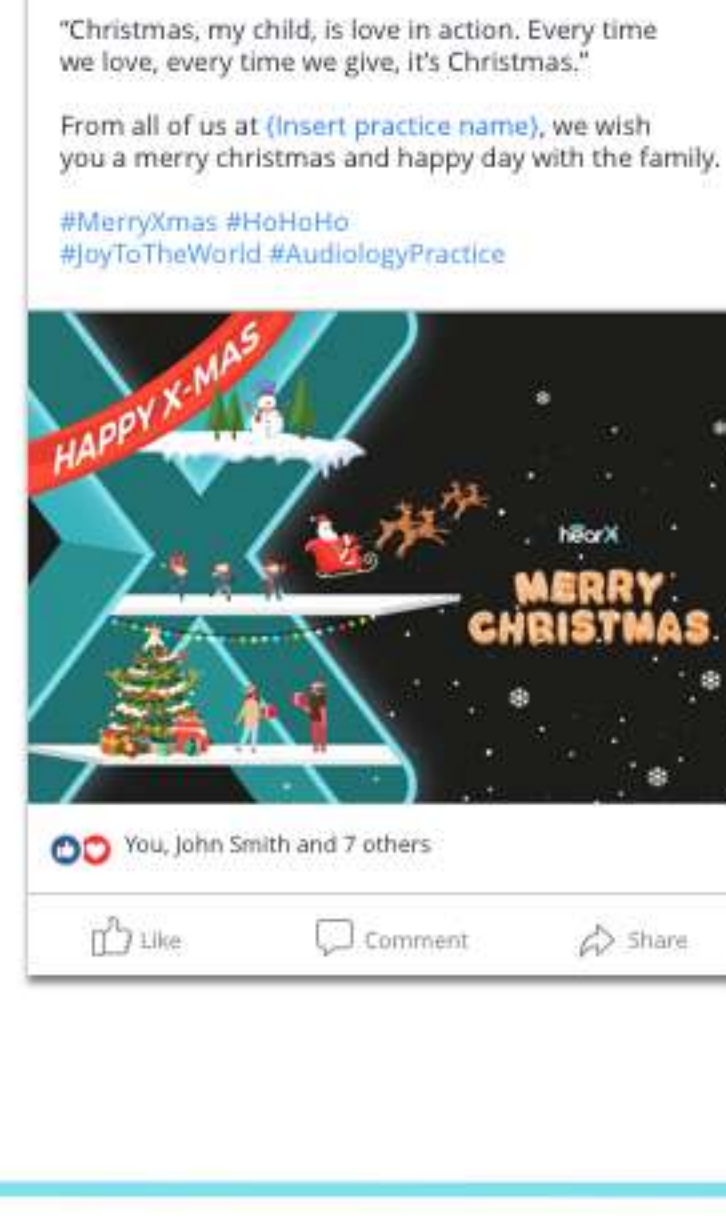 “Christmas, my child, is love in action. Every time
we love, every time we give, it’s Christmas.”
From all of us at {Insert practice name}, we wish
you a merry christmas and happy day with the family.
#MerryXmas #HoHoHo
#JoyToTheWorld #AudiologyPractice
HAPPY X-MAS
hearX
MERRY
CHRISTMAS
You, John Smith and 7 others
Like Comment Share